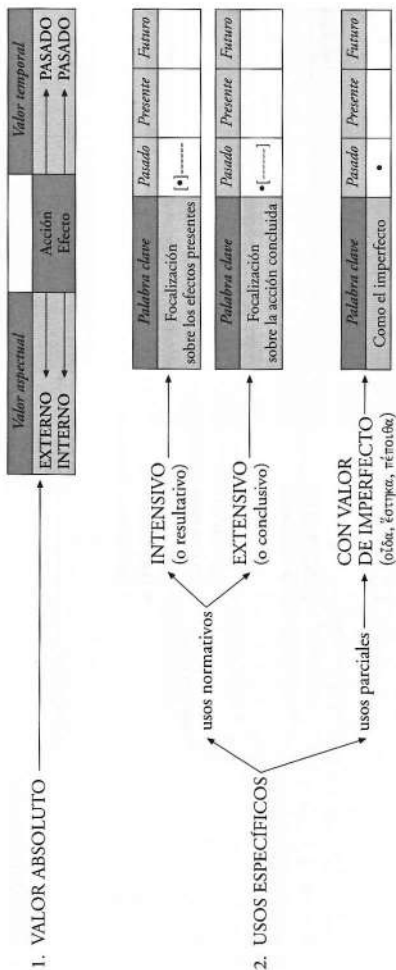 1. VALOR ABSOLUTO
Valor aspectual Valor temporal
EXTERNO Acción PASADO
INTERNO Efecto PASADO
2. USOS ESPECÍFICOS
usos normativos
INTENSIVO
(o resultativo)
Palabra clave Pasado Presente Futuro
Focalización
sobre los efectos presentes
[•]------
EXTENSIVO
(o conclusivo)
Palabra clave Pasado Presente Futuro
Focalización
sobre la acción concluida
•[------]
usos parciales
CON VALOR
DE IMPERFECTO
(οἶδα, ἕστηκα, πέποιθα)
Palabra clave Pasado Presente Futuro
Como el imperfecto •